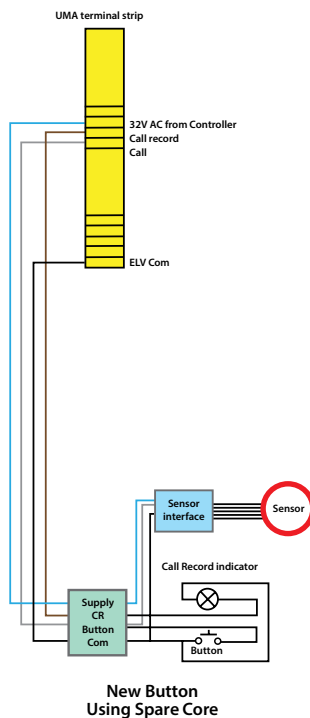 UMA terminal strip
32V AC from Controller
Call record
Call
ELV Com
Sensor
interface
Sensor
Call Record indicator
Supply
CR
Button
Com
Button
New Button
Using Spare Core